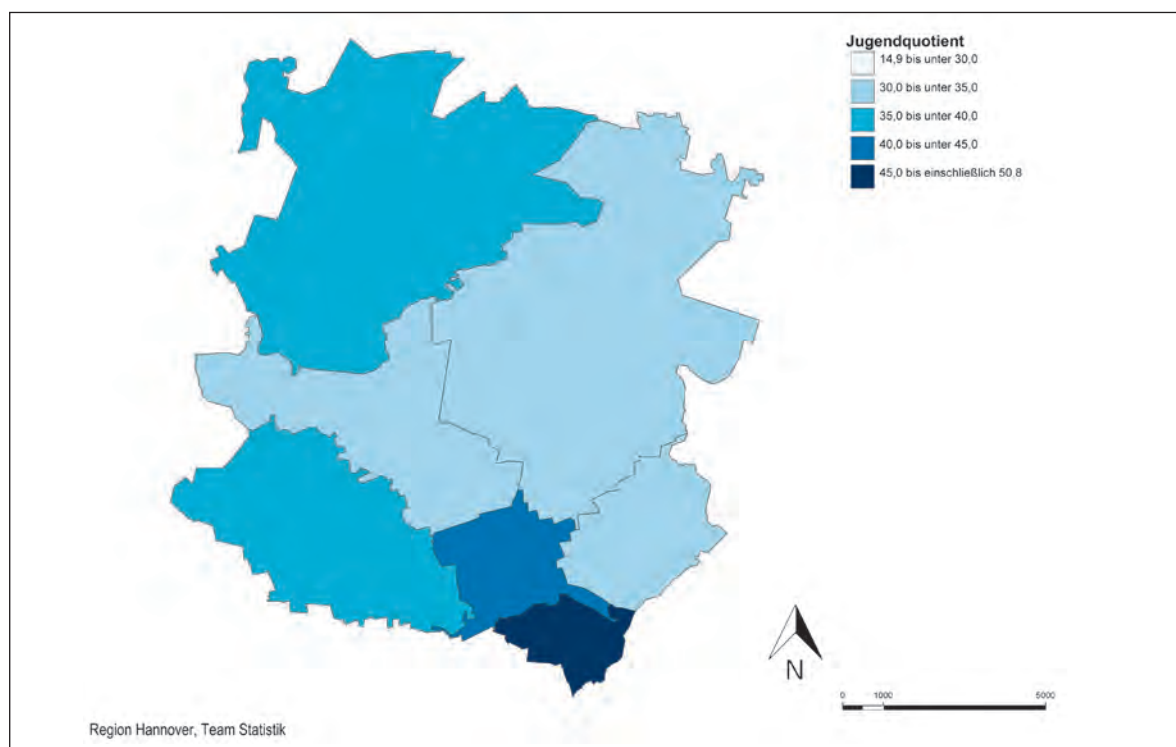 Jugendquotient
14,9 bis unter 30,0
30,0 bis unter 35,0
35,0 bis unter 40,0
40,0 bis unter 45,0
45,0 bis einschließlich 50,8
N
0 1000 5000
Region Hannover, Team Statistik